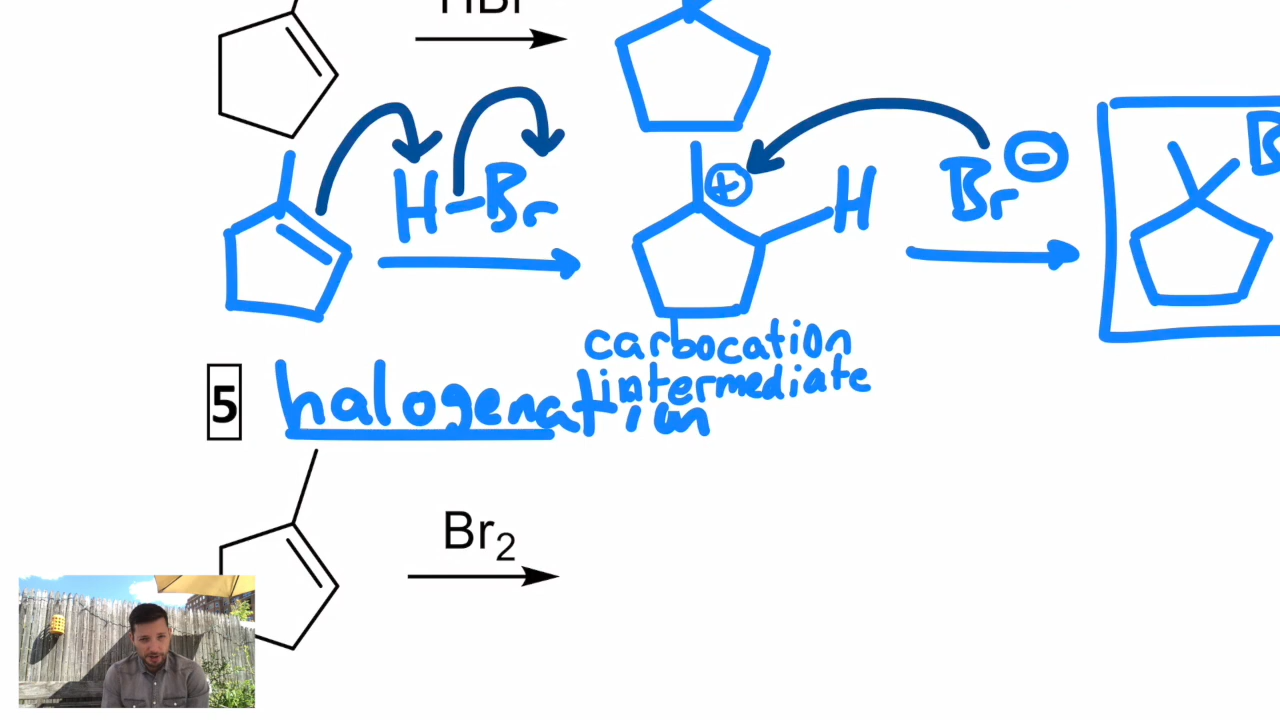 HBr
H-Br
+
H
Br -
B
carbocation
intermediate
5 halogenation
Br2